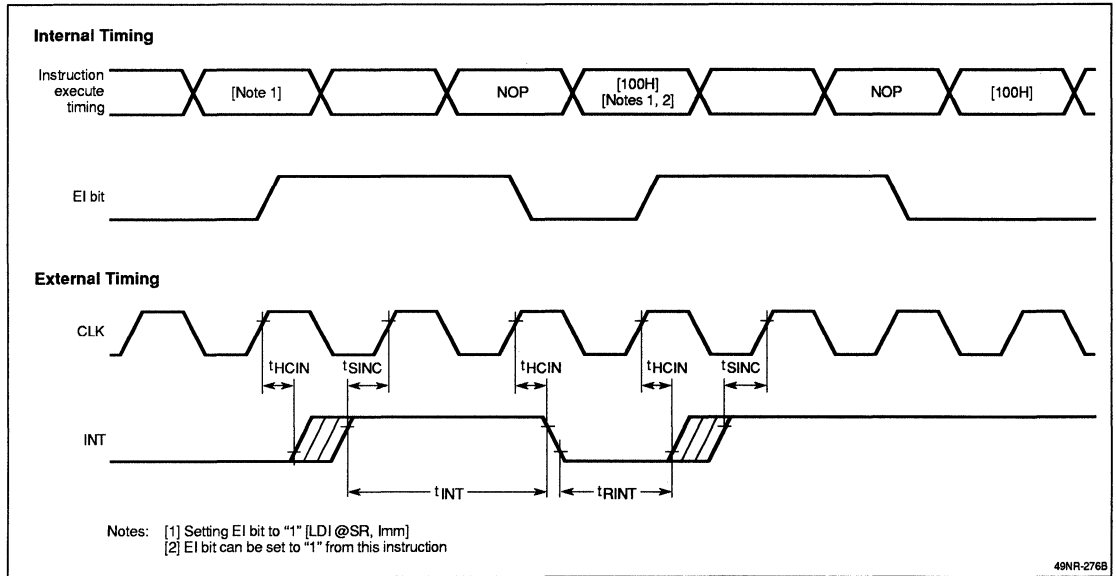 Internal Timing
Instruction
execute
timing
[Note 1]
NOP
[100H]
[Notes 1, 2]
NOP
[100H]
EI bit
External Timing
CLK
tHCIN
tSINC
tHCIN
tHCIN
tSINC
INT
tINT
tRINT
Notes: [1] Setting EI bit to "1" [LDI @SR, Imm]
[2] EI bit can be set to "1" from this instruction
49NR-276B